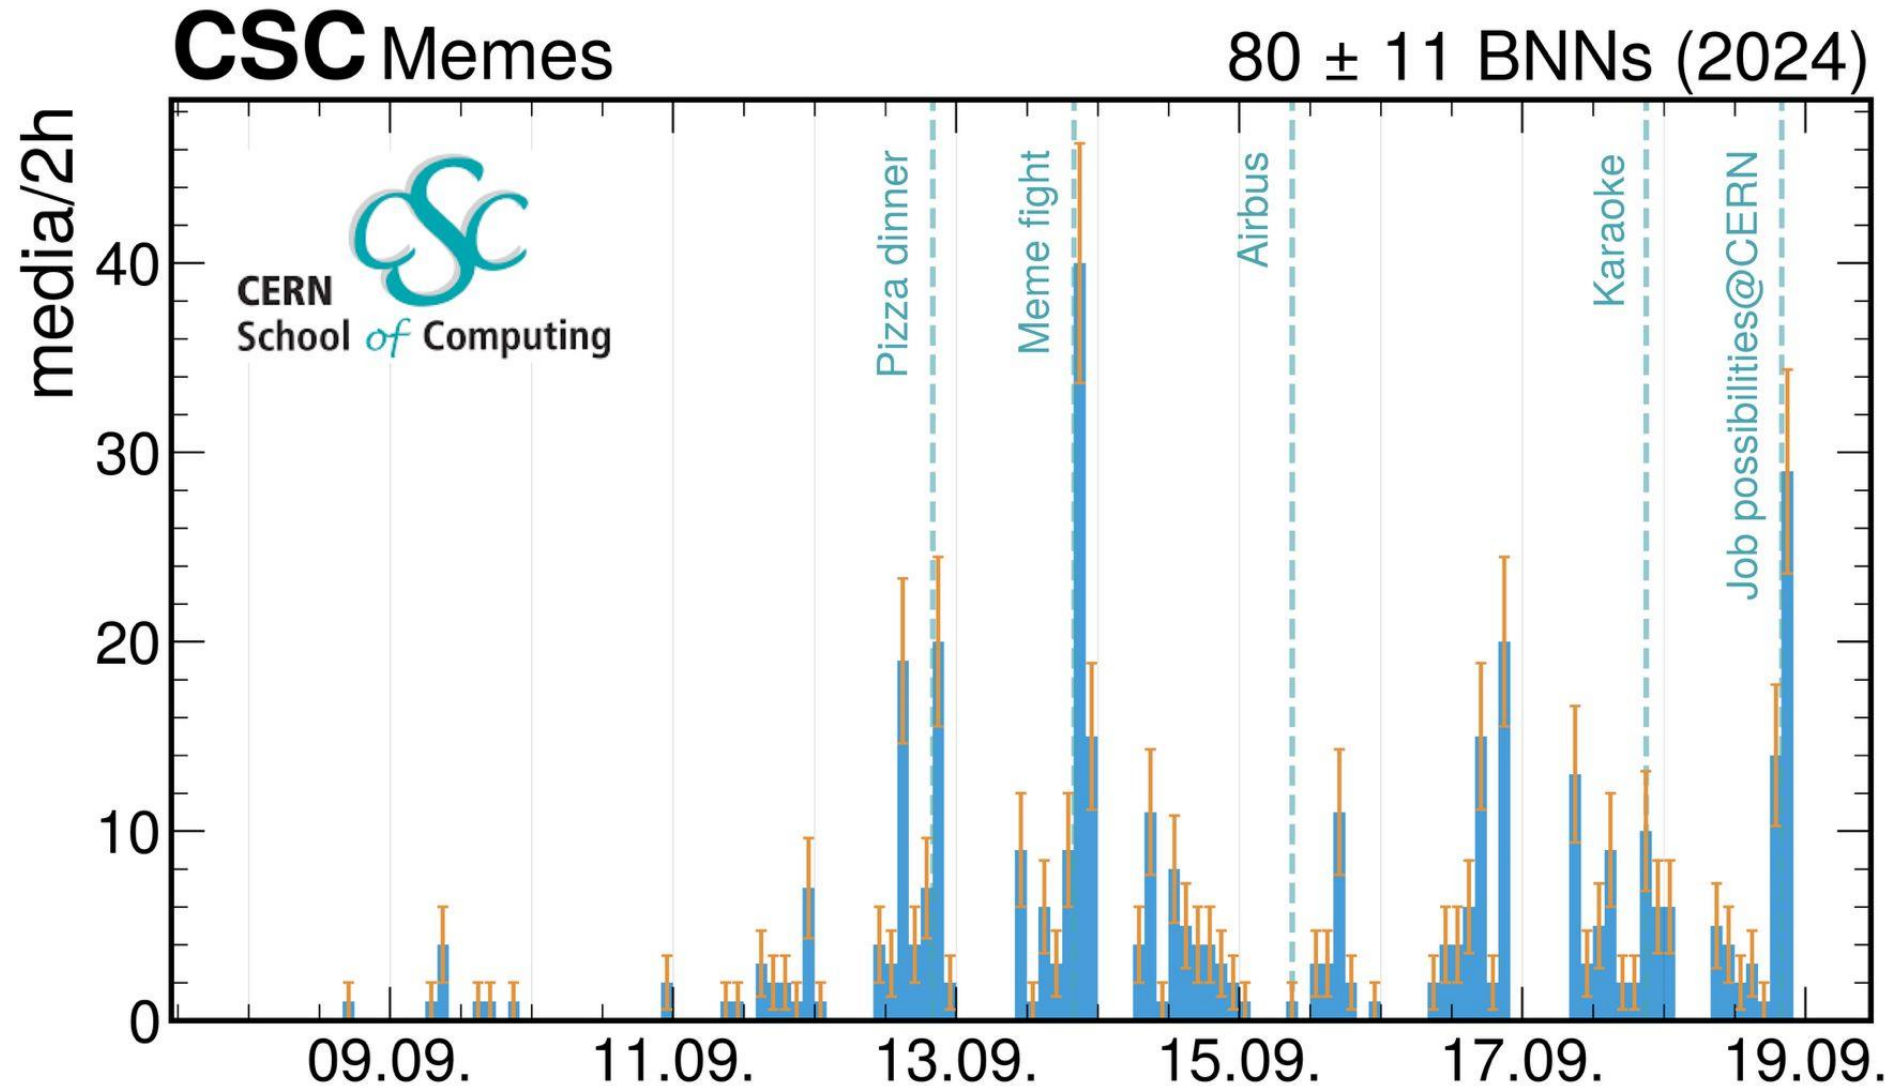 CSC Memes
80 ± 11 BNNs (2024)
media/2h
CSC
CERN
School of Computing
Pizza dinner
Meme fight
Airbus
Karaoke
Job possibilities@CERN
40
30
20
10
0
09.09.
11.09.
13.09.
15.09.
17.09.
19.09.